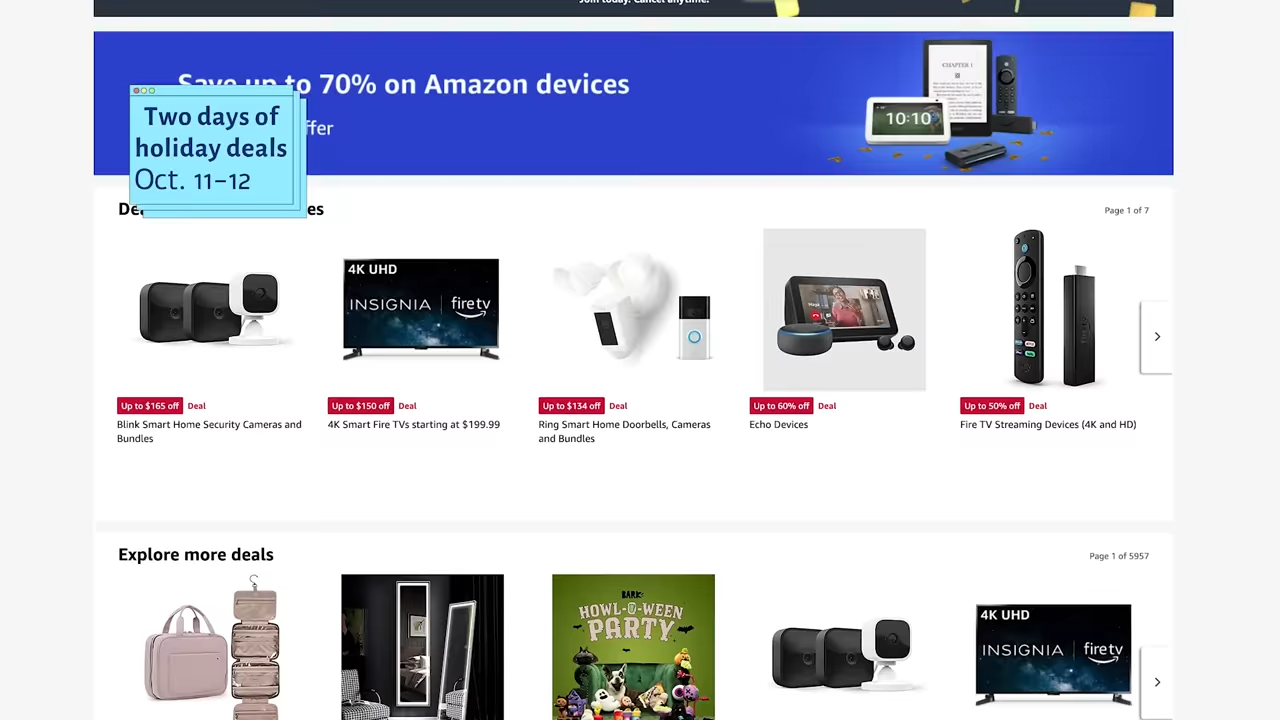 Join today. Cancel anytime.
Save up to 70% on Amazon devices
Two days of
holiday deals
Oct. 11–12
CHAPTER 1
10:10
Page 1 of 7
4K UHD
INSIGNIA | fire tv
Up to $165 off Deal
Blink Smart Home Security Cameras and
Bundles
Up to $150 off Deal
4K Smart Fire TVs starting at $199.99
Up to $134 off Deal
Ring Smart Home Doorbells, Cameras
and Bundles
Up to 60% off Deal
Echo Devices
Up to 50% off Deal
Fire TV Streaming Devices (4K and HD)
Explore more deals
Page 1 of 5957
BARK:
HOWL-O-WEEN
PARTY
4K UHD
INSIGNIA | fire tv